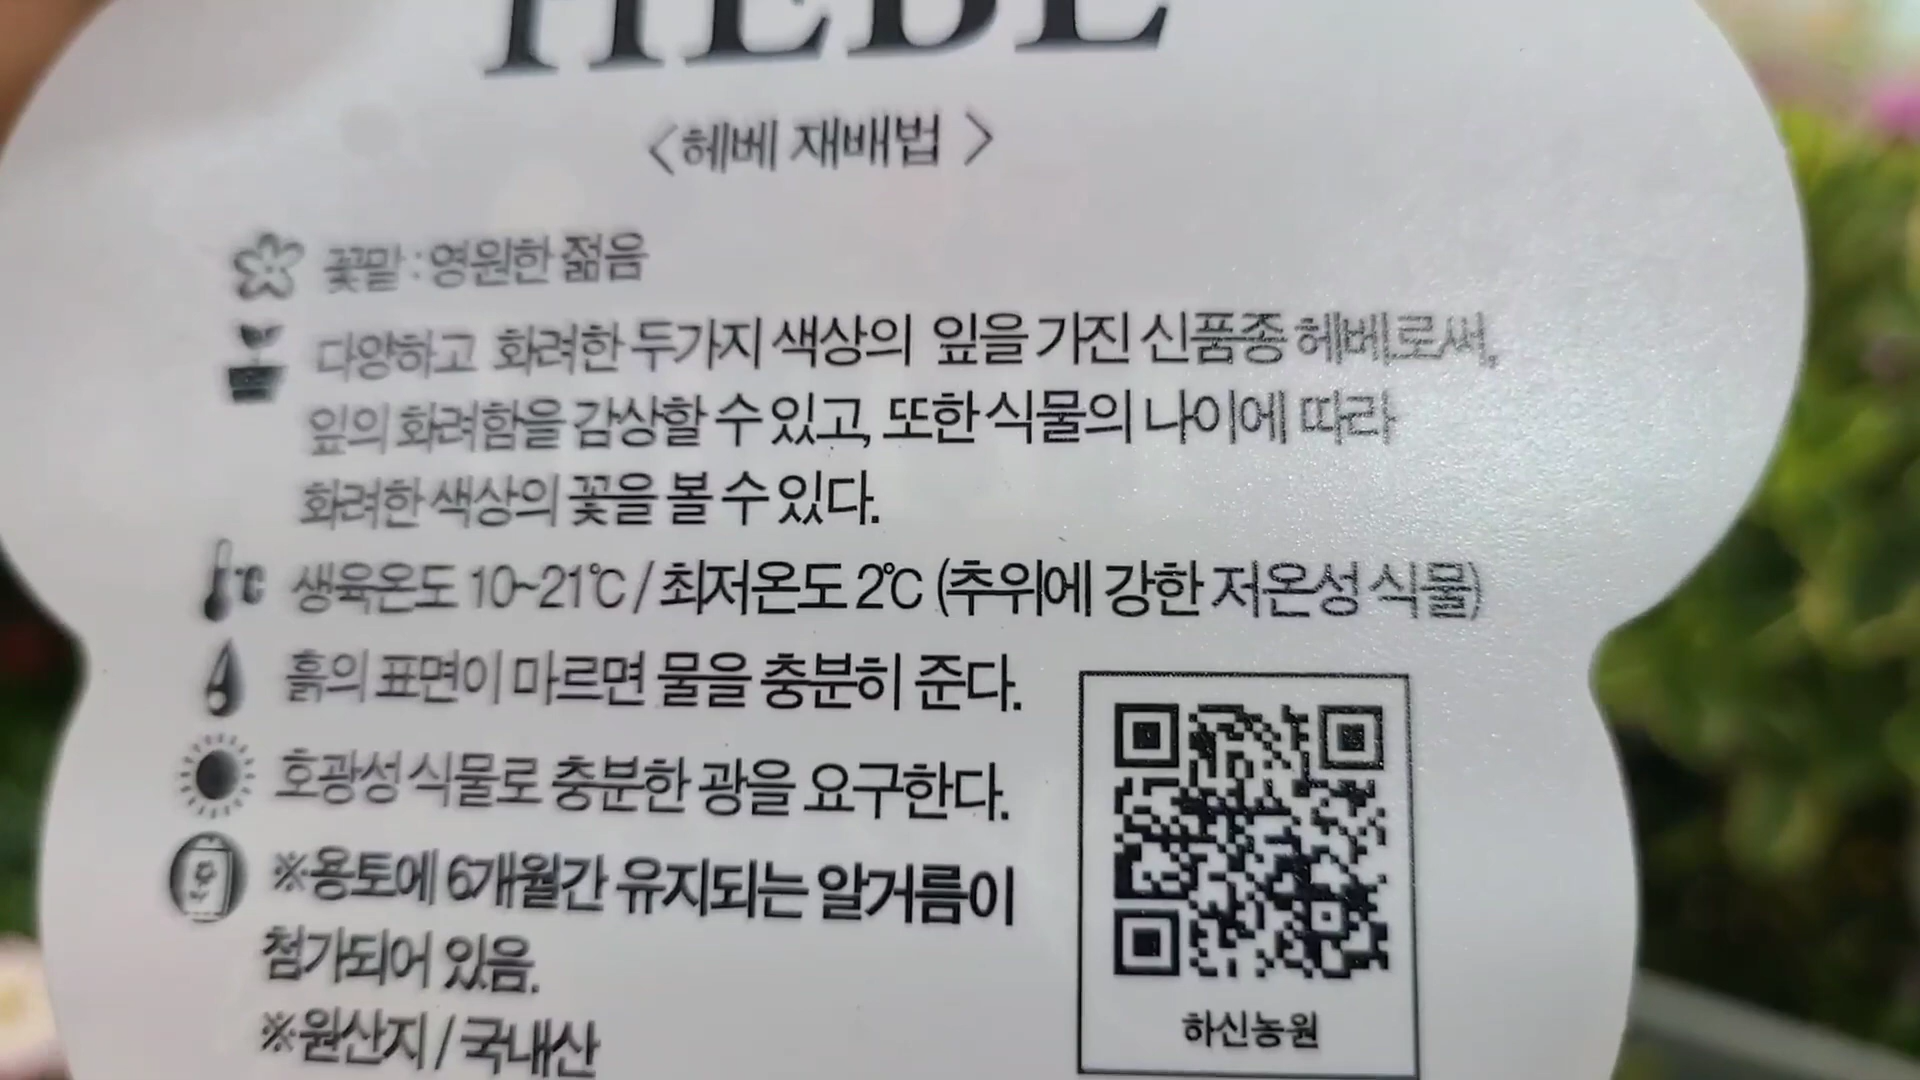 HEBE
<헤베 재배법 >
꽃말 : 영원한 젊음
다양하고 화려한 두가지 색상의 잎을 가진 신품종 헤베로써,
잎의 화려함을 감상할 수 있고, 또한 식물의 나이에 따라
화려한 색상의 꽃을 볼 수 있다.
℃ 생육온도 10~21℃ / 최저온도 2℃ (추위에 강한 저온성 식물)
흙의 표면이 마르면 물을 충분히 준다.
호광성 식물로 충분한 광을 요구한다.
※용토에 6개월간 유지되는 알거름이
첨가되어 있음.
※원산지 / 국내산
하신농원